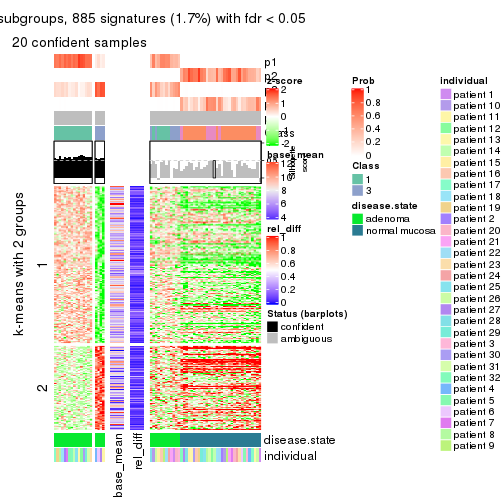 subgroups, 885 signatures (1.7%) with fdr < 0.05
20 confident samples
p1
p2
z-score
2
1
0
-1
-2
base_mean
12
10
8
6
4
rel_diff
1
0.8
0.6
0.4
0.2
0
Status (barplots)
confident
ambiguous
Prob
1
0.8
0.6
0.4
0.2
0
Class
1
3
disease.state
adenoma
normal mucosa
individual
patient 1
patient 10
patient 11
patient 12
patient 13
patient 14
patient 15
patient 16
patient 17
patient 18
patient 19
patient 2
patient 20
patient 21
patient 22
patient 23
patient 24
patient 25
patient 26
patient 27
patient 28
patient 29
patient 3
patient 30
patient 31
patient 32
patient 4
patient 5
patient 6
patient 7
patient 8
patient 9
k-means with 2 groups
1
2
disease.state
individual
base_mean
rel_diff